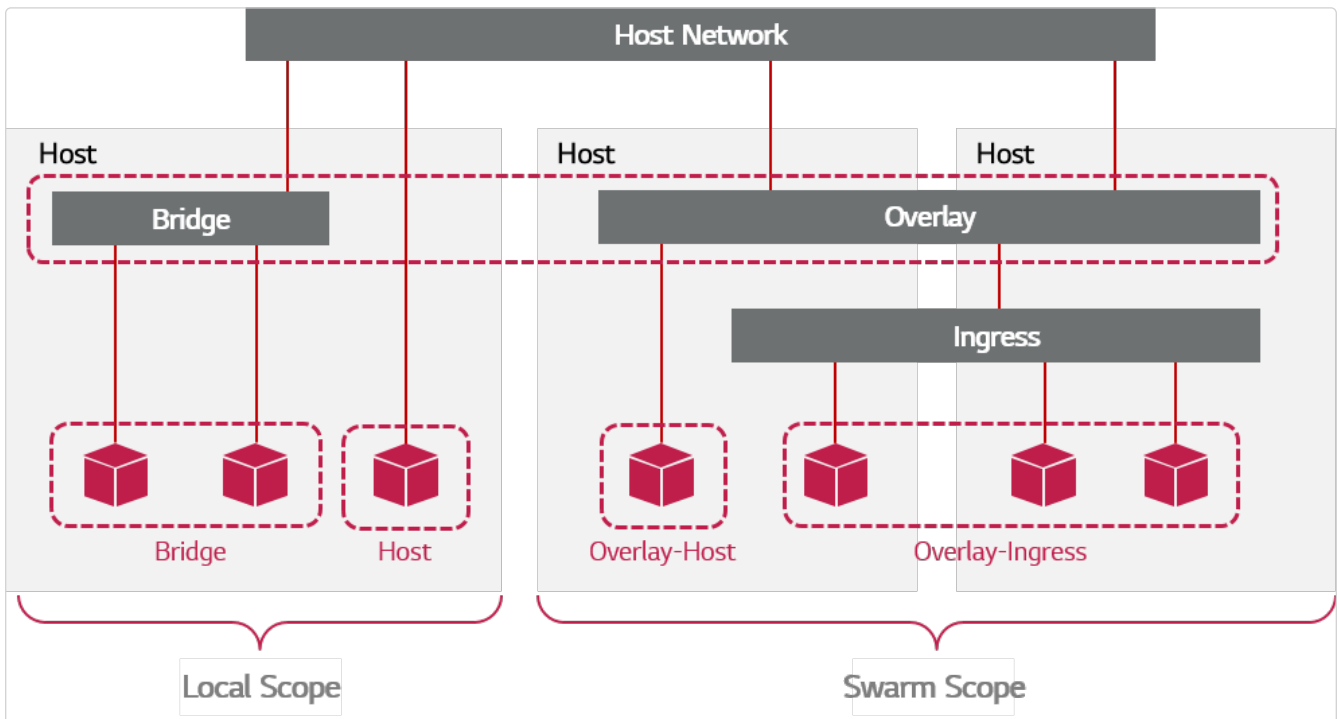 Host Network
Host
Host
Host
Bridge
Overlay
Ingress
Bridge
Host
Overlay-Host
Overlay-Ingress
Local Scope
Swarm Scope